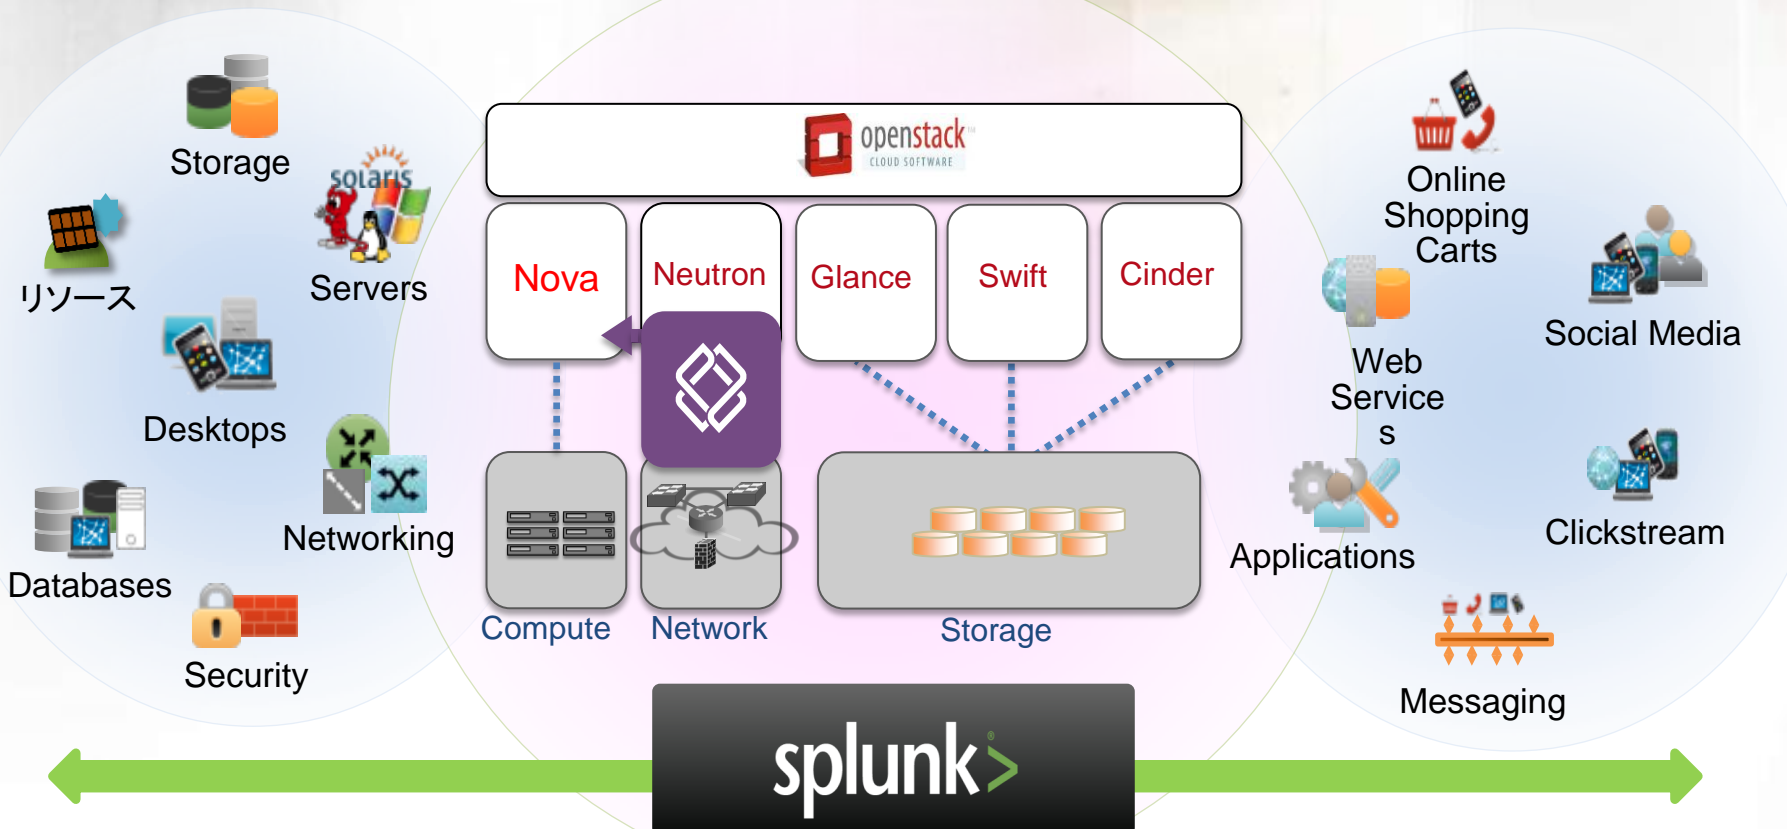 Storage
solaris
Servers
リソース
Desktops
Networking
Databases
Security
openstack™
CLOUD SOFTWARE
Nova
Neutron
Glance
Swift
Cinder
Compute
Network
Storage
Online
Shopping
Carts
Social Media
Web
Service
s
Clickstream
Applications
Messaging
splunk>®